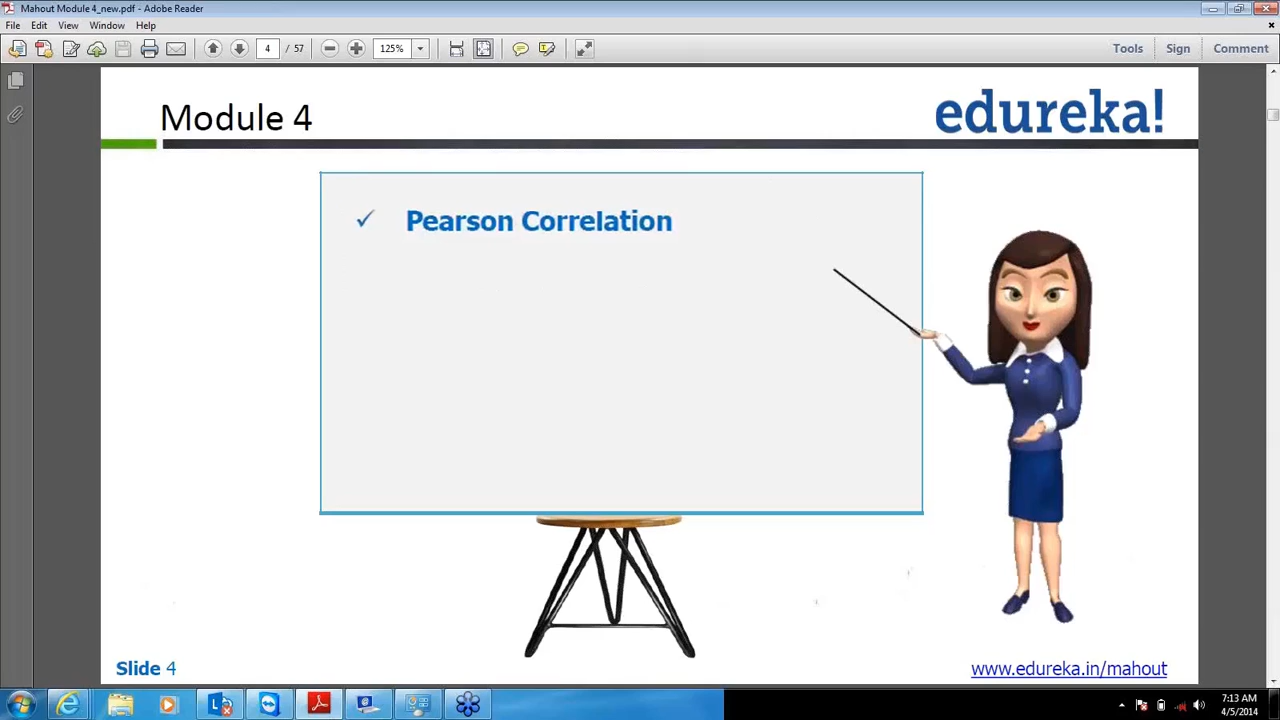 Mahout Module 4_new.pdf - Adobe Reader
File Edit View Window Help
4 / 57 125% Tools Sign Comment
Module 4
edureka!
✓ Pearson Correlation
Slide 4
www.edureka.in/mahout
7:13 AM
4/5/2014